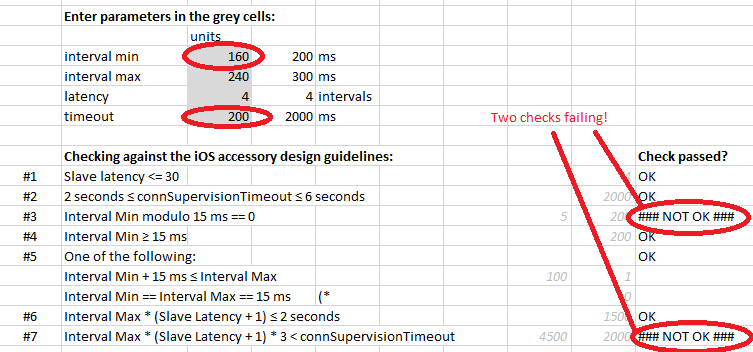 Enter parameters in the grey cells:
units
interval min 160 200 ms
interval max 240 300 ms
latency 4 4 intervals
timeout 200 2000 ms
Two checks failing!
Checking against the iOS accessory design guidelines: Check passed?
#1 Slave latency <= 30 OK
#2 2 seconds ≤ connSupervisionTimeout ≤ 6 seconds 2000 OK
#3 Interval Min modulo 15 ms == 0 5 200 ### NOT OK ###
#4 Interval Min ≥ 15 ms 200 OK
#5 One of the following: OK
Interval Min + 15 ms ≤ Interval Max 100 1
Interval Min == Interval Max == 15 ms (* 0
#6 Interval Max * (Slave Latency + 1) ≤ 2 seconds 1500 OK
#7 Interval Max * (Slave Latency + 1) * 3 < connSupervisionTimeout 4500 2000 ### NOT OK ###